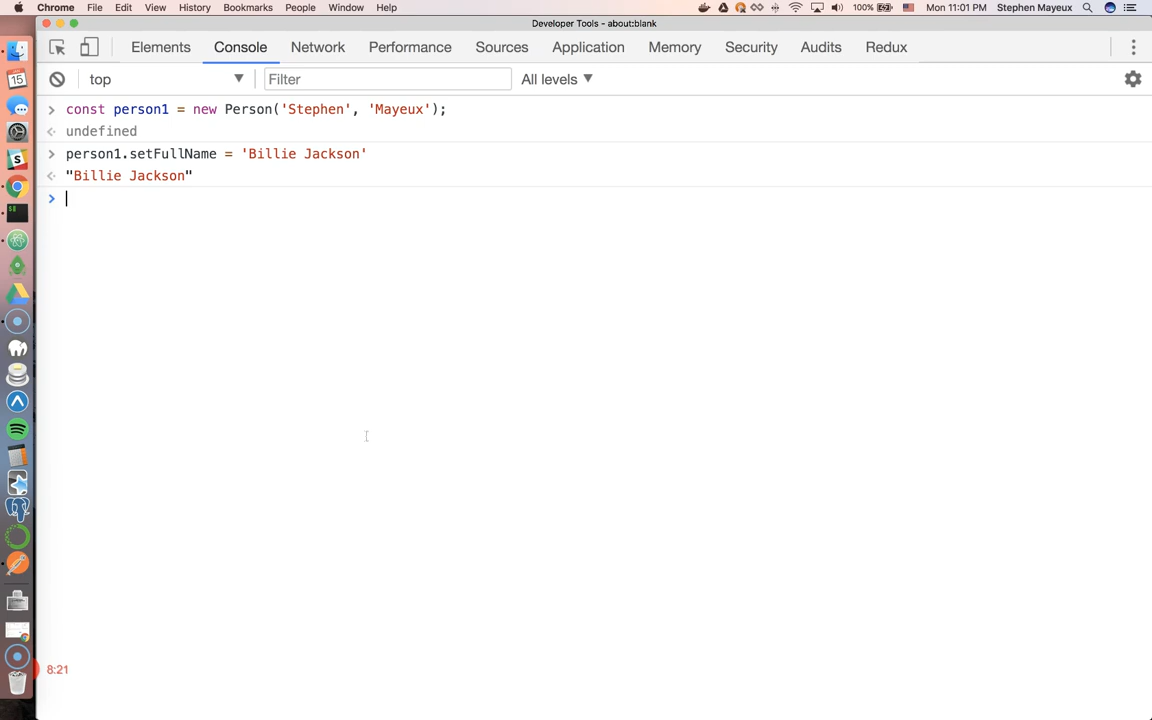 Chrome File Edit View History Bookmarks People Window Help 100% Mon 11:01 PM Stephen Mayeux
Developer Tools - about:blank
Elements Console Network Performance Sources Application Memory Security Audits Redux
top ▼ Filter All levels ▼
> const person1 = new Person('Stephen', 'Mayeux');
undefined
> person1.setFullName = 'Billie Jackson'
"Billie Jackson"
>
15
$$
8:21